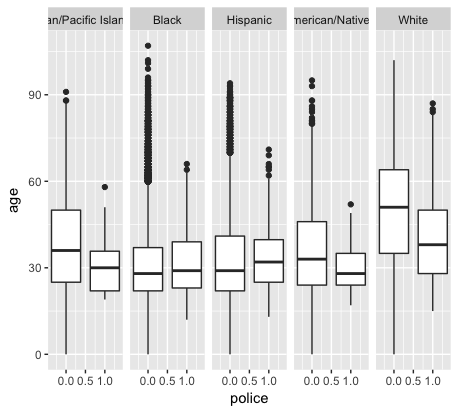 an/Pacific Islan
Black
Hispanic
merican/Native
White
age
90
60
30
0
0.0 0.5 1.0
0.0 0.5 1.0
0.0 0.5 1.0
0.0 0.5 1.0
0.0 0.5 1.0
police